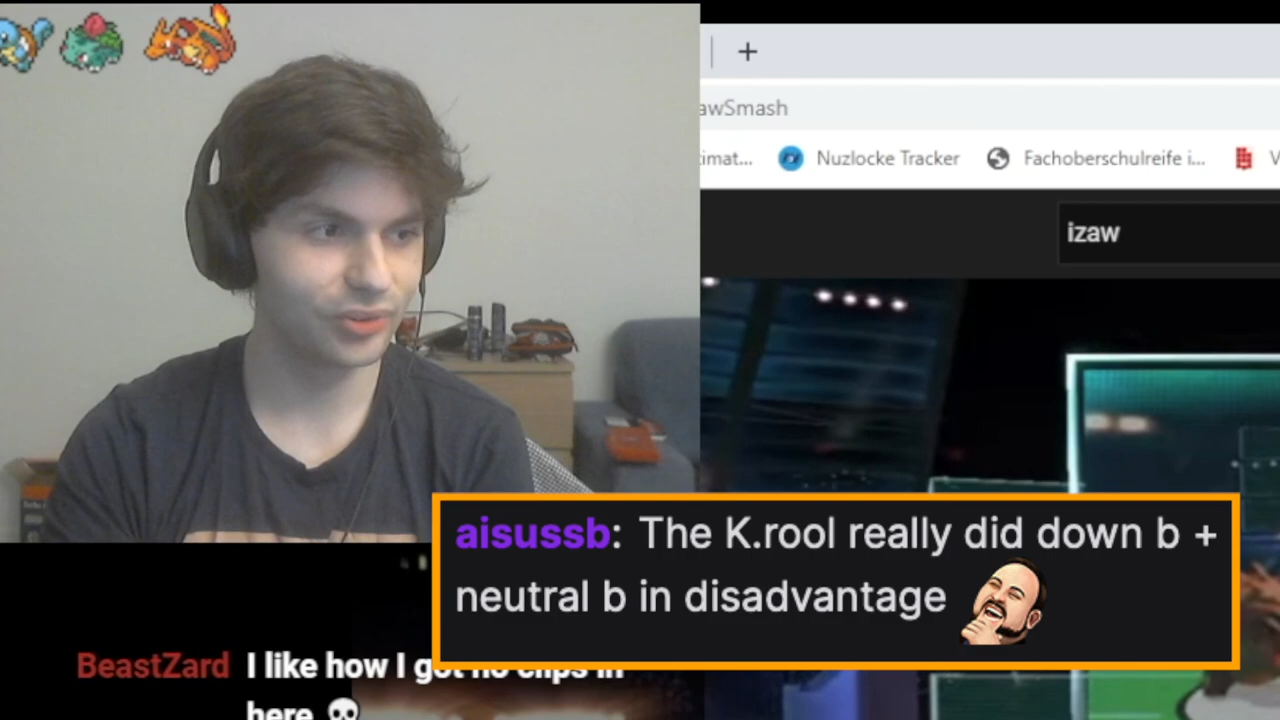 awSmash
timat...
Nuzlocke Tracker
Fachoberschulreife i...
V
izaw
aisussb: The K.rool really did down b +
neutral b in disadvantage
BeastZard I like how I got no clips in
here